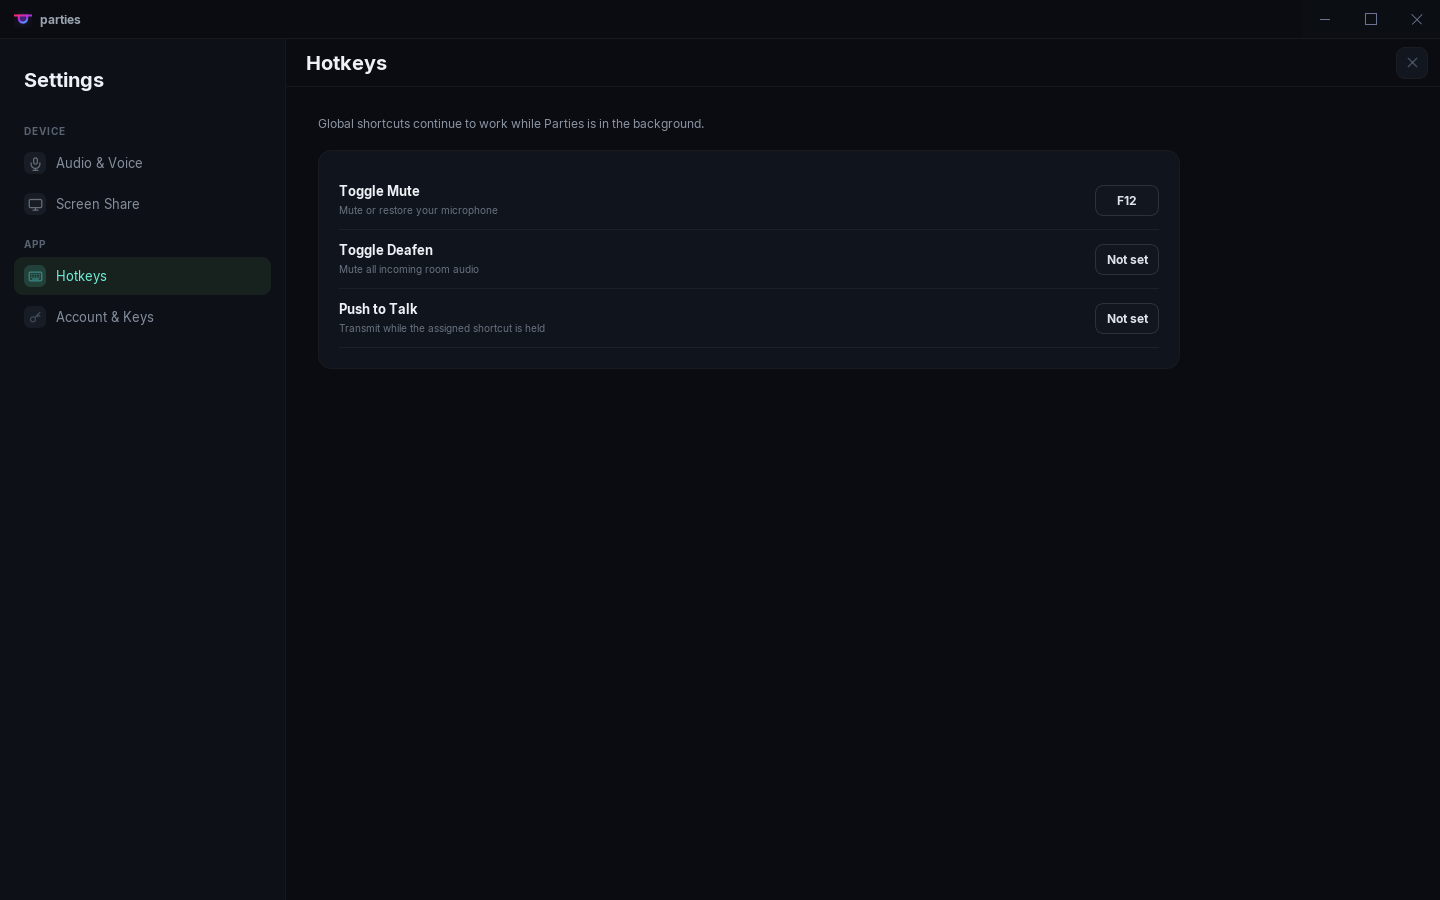 parties
Settings
DEVICE
Audio & Voice
Screen Share
APP
Hotkeys
Account & Keys
Hotkeys
Global shortcuts continue to work while Parties is in the background.
Toggle Mute
Mute or restore your microphone
F12
Toggle Deafen
Mute all incoming room audio
Not set
Push to Talk
Transmit while the assigned shortcut is held
Not set